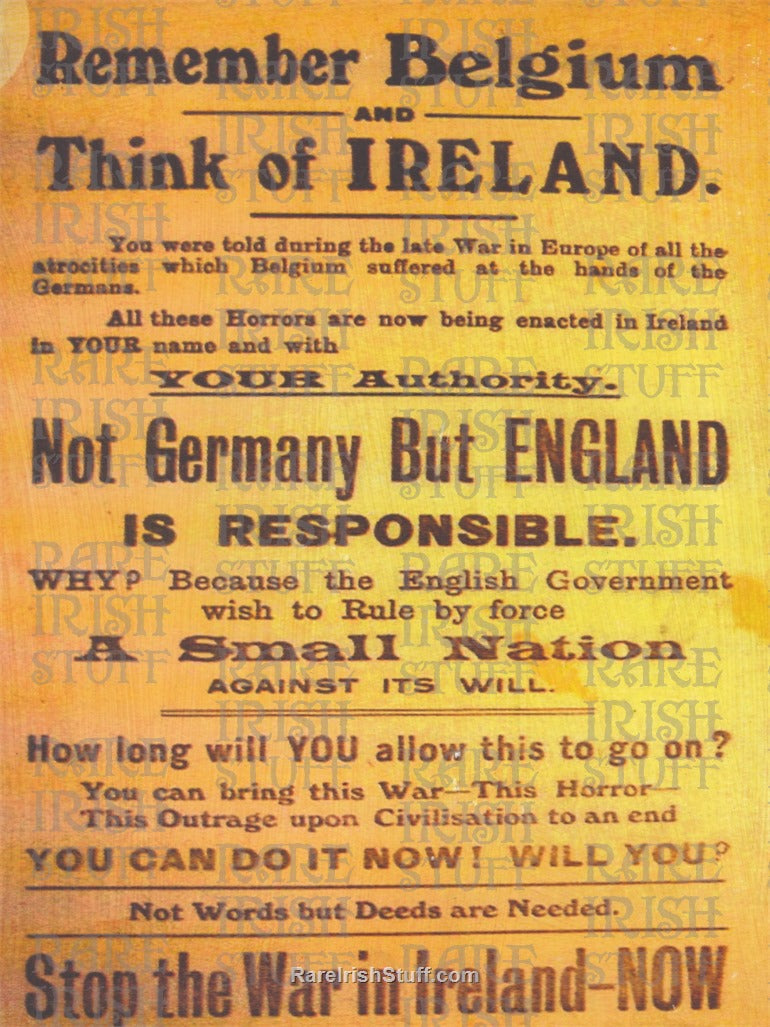 Remember Belgium
AND
Think of IRELAND.
You were told during the late War in Europe of all the
atrocities which Belgium suffered at the hands of the
Germans.
All these Horrors are now being enacted in Ireland
in YOUR name and with
YOUR Authority.
Not Germany But ENGLAND
IS RESPONSIBLE.
WHY? Because the English Government
wish to Rule by force
A Small Nation
AGAINST ITS WILL.
How long will YOU allow this to go on?
You can bring this War—This Horror—
This Outrage upon Civilisation to an end
YOU CAN DO IT NOW! WILL YOU?
Not Words but Deeds are Needed.
Stop the War in Ireland—NOW
RareIrishStuff.com
RARE IRISH STUFF